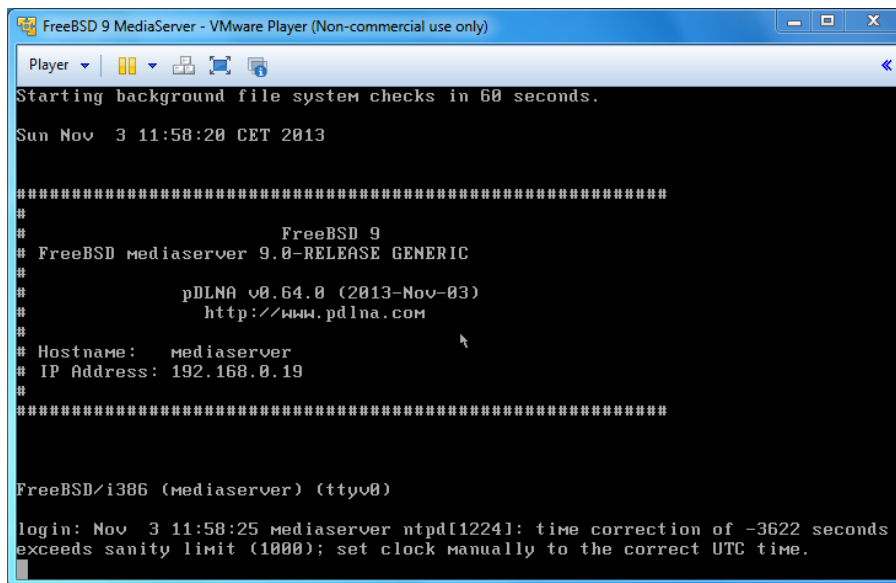 FreeBSD 9 MediaServer - VMware Player (Non-commercial use only)
Player
Starting background file system checks in 60 seconds.
Sun Nov  3 11:58:20 CET 2013
###########################################################
#
#                       FreeBSD 9
# FreeBSD mediaserver 9.0-RELEASE GENERIC
#
#              pDLNA v0.64.0 (2013-Nov-03)
#                http://www.pdlna.com
#
# Hostname:   mediaserver
# IP Address: 192.168.0.19
#
###########################################################
FreeBSD/i386 (mediaserver) (ttyv0)
login: Nov  3 11:58:25 mediaserver ntpd[1224]: time correction of -3622 seconds
exceeds sanity limit (1000); set clock manually to the correct UTC time.